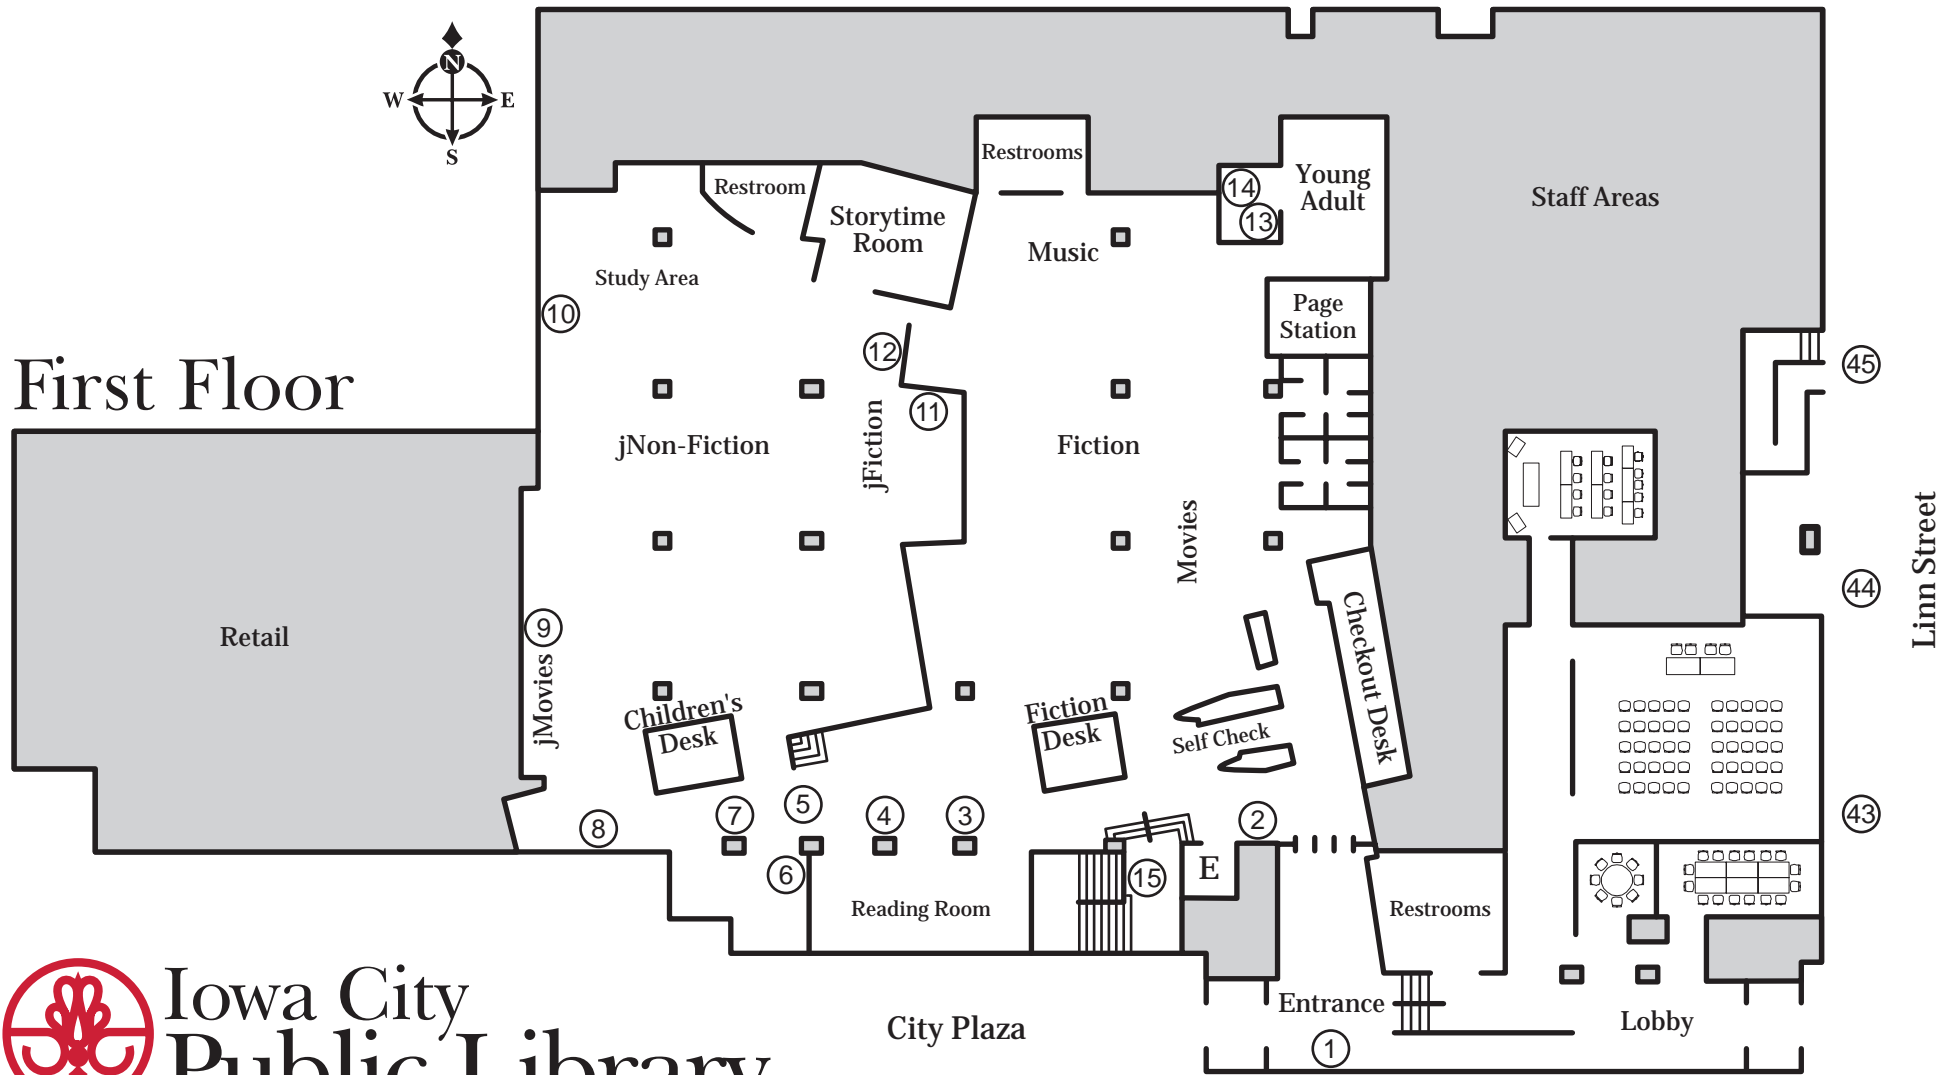 N
W
E
S
First Floor
Restrooms
Restroom
Storytime
Room
14
13
Young
Adult
Staff Areas
Music
Study Area
Page
Station
10
12
11
45
jNon-Fiction
jFiction
Fiction
Movies
Linn Street
44
Retail
9
jMovies
Checkout Desk
Children's
Desk
Fiction
Desk
Self Check
8
7
5
4
3
2
43
6
15
E
Reading Room
Restrooms
Entrance
Lobby
City Plaza
1
Iowa City
Public Library